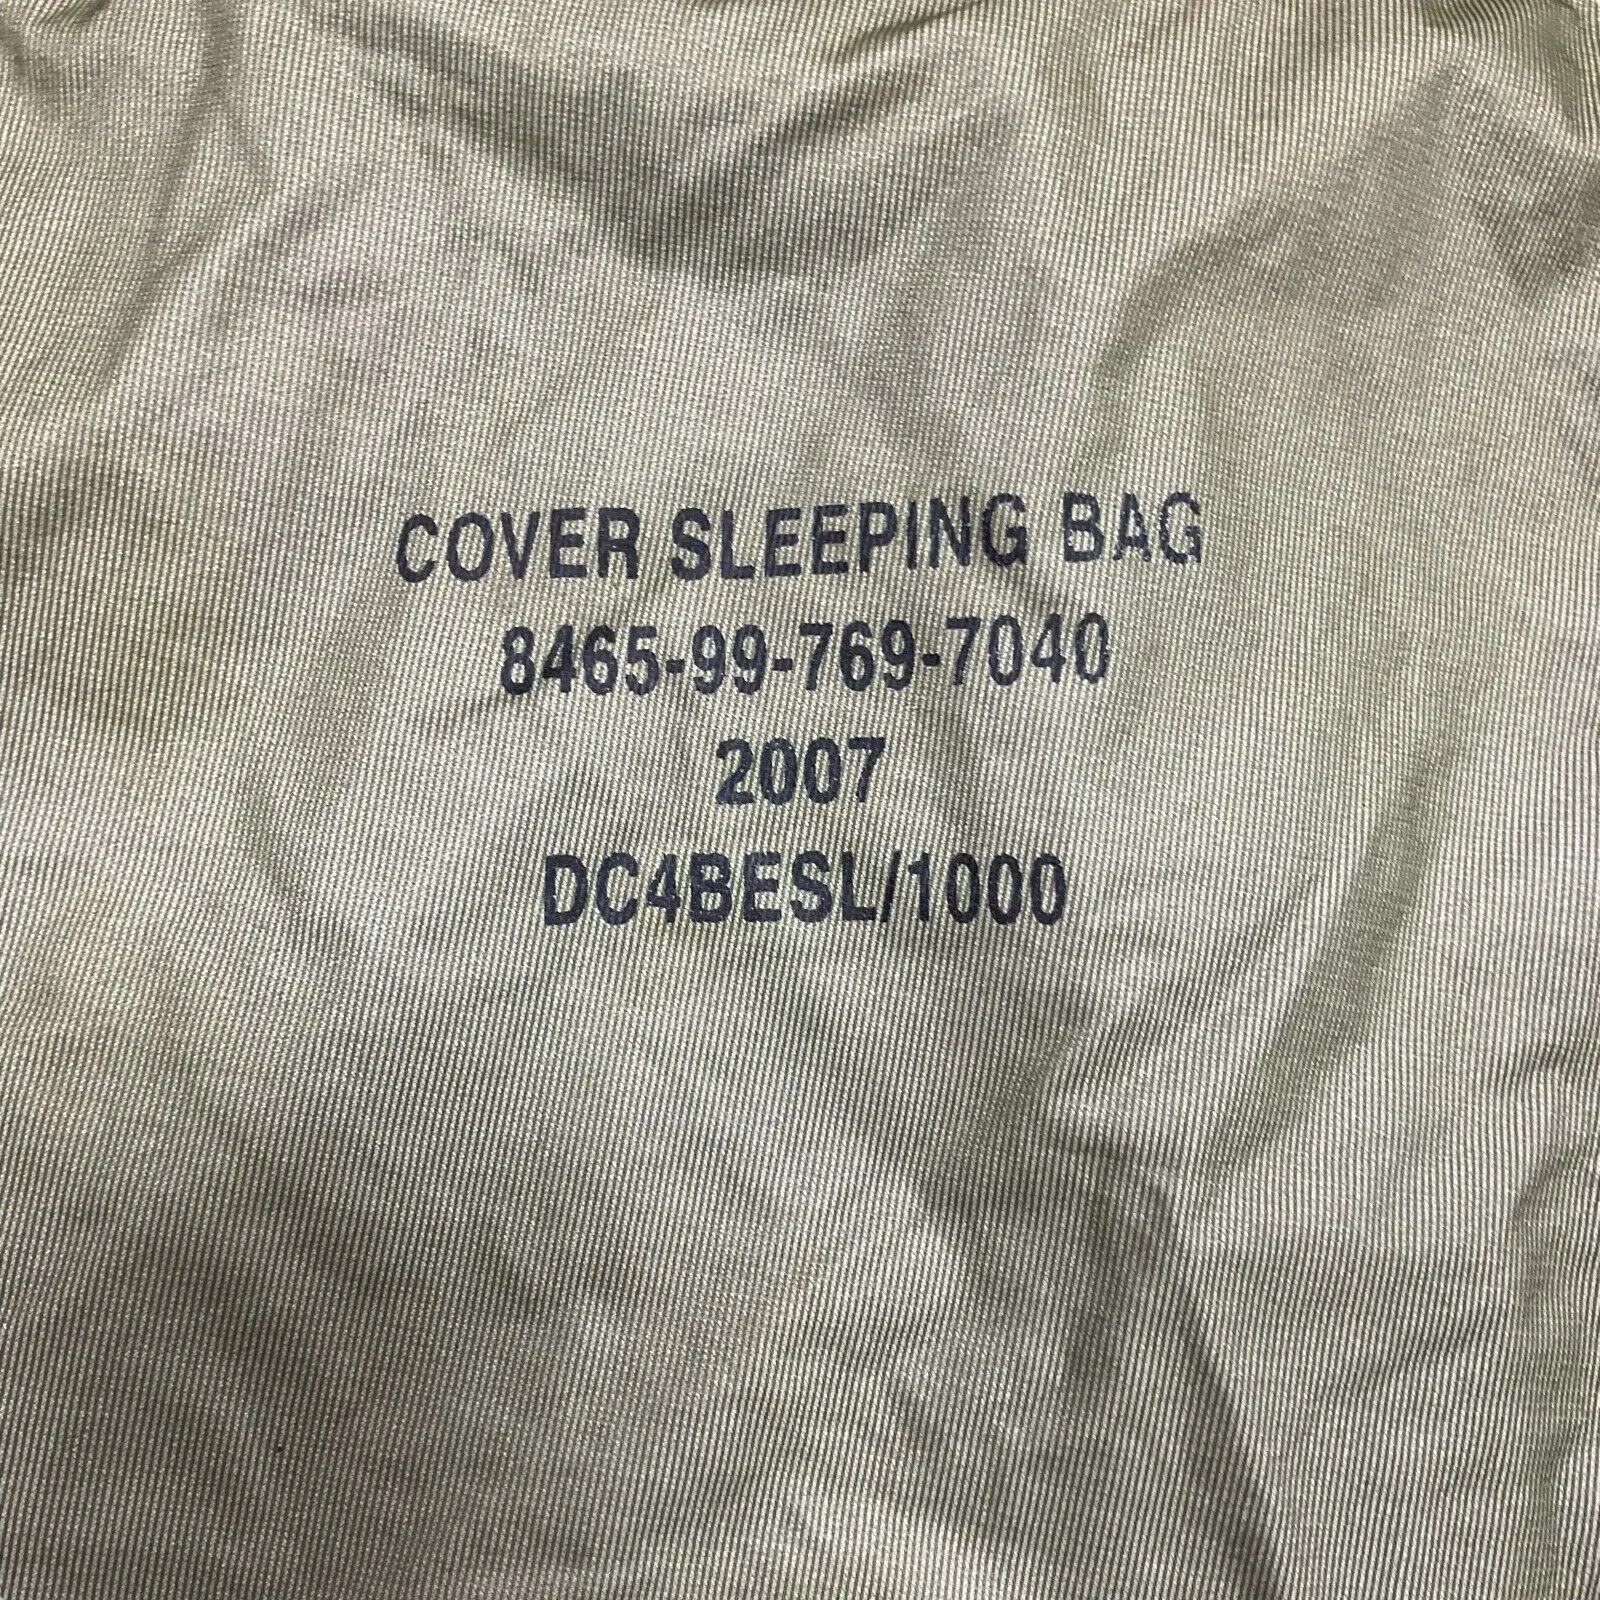 COVER SLEEPING BAG
8465-99-769-7040
2007
DC4BESL/1000